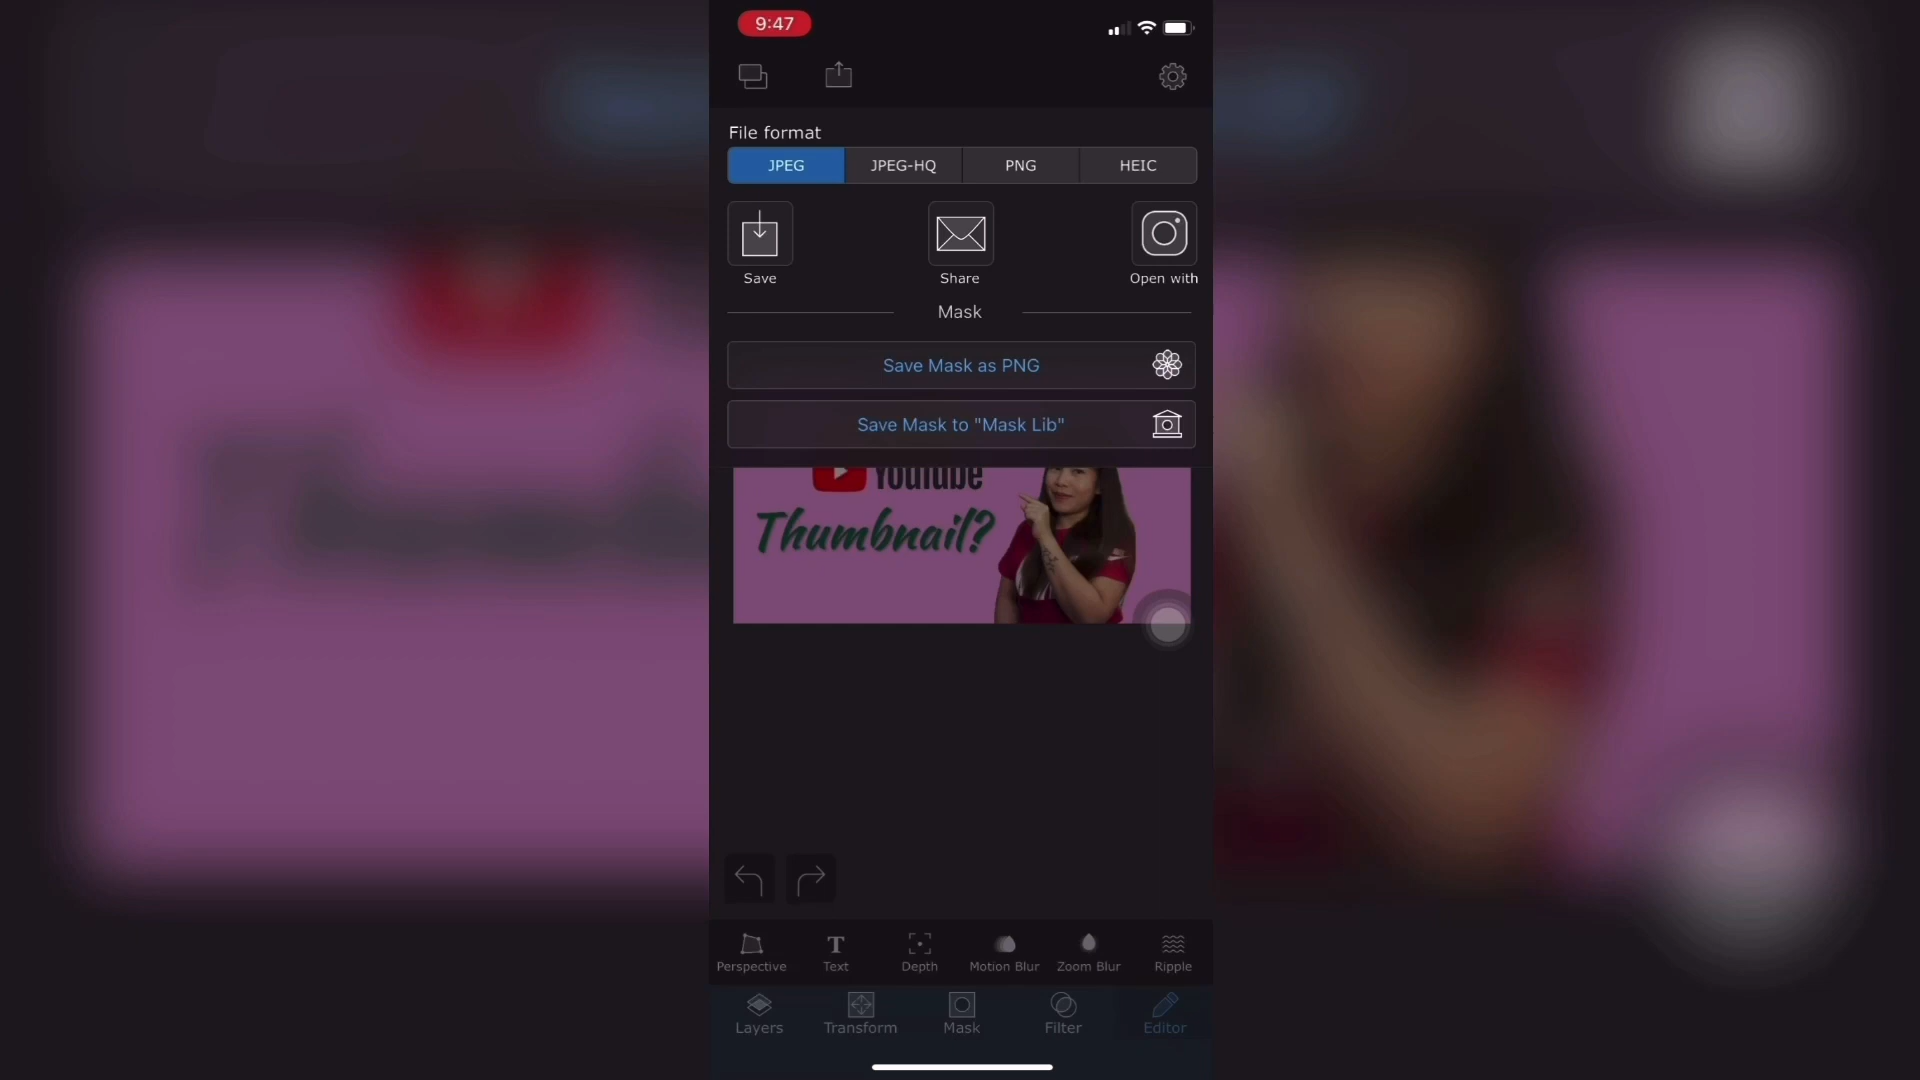 9:47
File format
JPEG JPEG-HQ PNG HEIC
Save Share Open with
Mask
Save Mask as PNG
Save Mask to "Mask Lib"
YouTube
Thumbnail?
Perspective Text Depth Motion Blur Zoom Blur Ripple
Layers Transform Mask Filter Editor